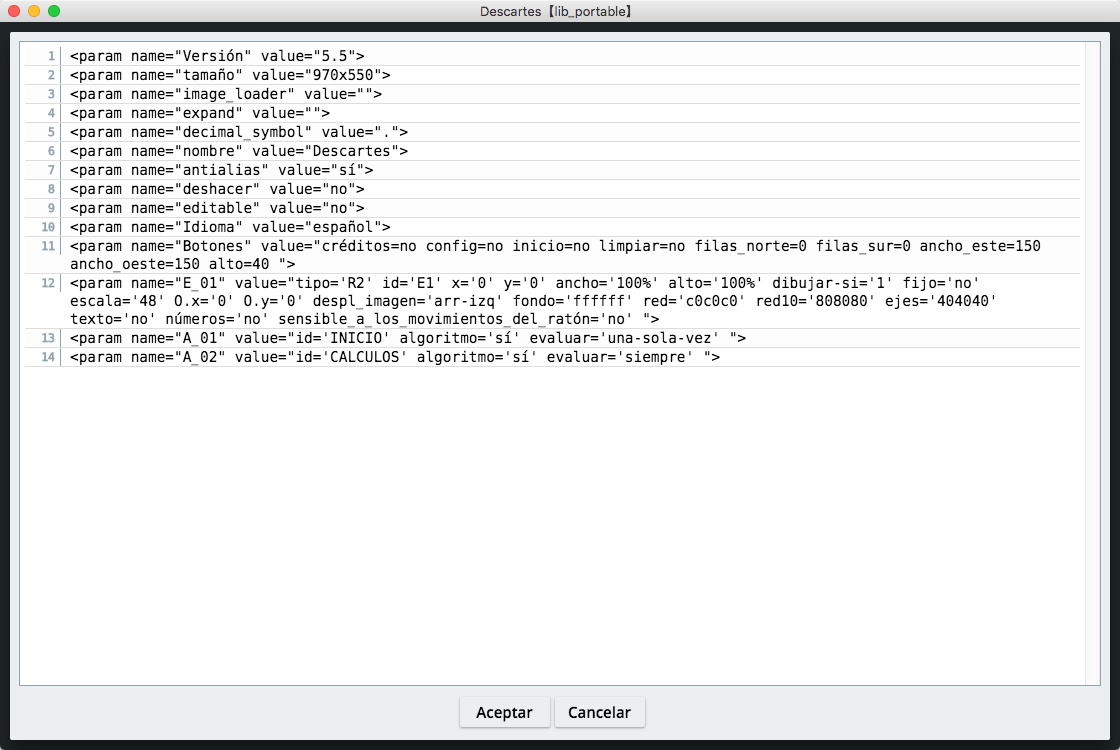 Descartes【lib_portable】
1 <param name="Versión" value="5.5">
2 <param name="tamaño" value="970x550">
3 <param name="image_loader" value="">
4 <param name="expand" value="">
5 <param name="decimal_symbol" value=".">
6 <param name="nombre" value="Descartes">
7 <param name="antialias" value="sí">
8 <param name="deshacer" value="no">
9 <param name="editable" value="no">
10 <param name="Idioma" value="español">
11 <param name="Botones" value="créditos=no config=no inicio=no limpiar=no filas_norte=0 filas_sur=0 ancho_este=150
ancho_oeste=150 alto=40 ">
12 <param name="E_01" value="tipo='R2' id='E1' x='0' y='0' ancho='100%' alto='100%' dibujar-si='1' fijo='no'
escala='48' O.x='0' O.y='0' despl_imagen='arr-izq' fondo='ffffff' red='c0c0c0' red10='808080' ejes='404040'
texto='no' números='no' sensible_a_los_movimientos_del_ratón='no' ">
13 <param name="A_01" value="id='INICIO' algoritmo='sí' evaluar='una-sola-vez' ">
14 <param name="A_02" value="id='CALCULOS' algoritmo='sí' evaluar='siempre' ">
Aceptar Cancelar